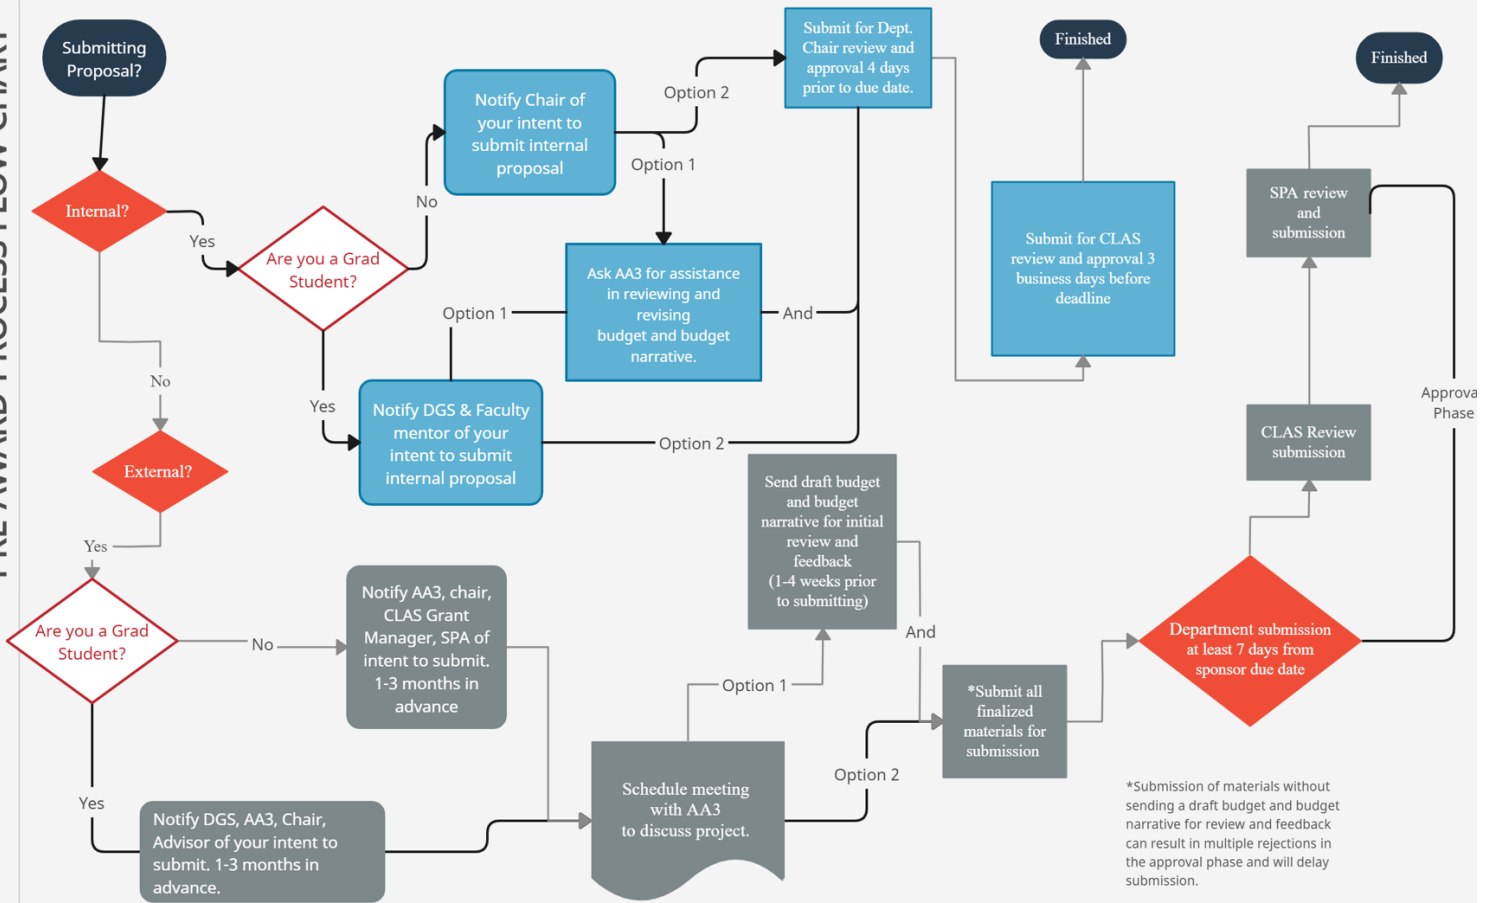 PRE AWARD PROCESS FLOW CHART
Submitting
Proposal?
Internal?
Yes
No
Are you a Grad
Student?
No
Yes
Notify Chair of
your intent to
submit internal
proposal
Option 2
Option 1
Submit for Dept.
Chair review and
approval 4 days
prior to due date.
Ask AA3 for assistance
in reviewing and
revising
budget and budget
narrative.
Option 1
And
Notify DGS & Faculty
mentor of your
intent to submit
internal proposal
Option 2
Finished
Submit for CLAS
review and approval 3
business days before
deadline
Finished
SPA review
and
submission
Approva
Phase
CLAS Review
submission
External?
Yes
Are you a Grad
Student?
No
Yes
Notify AA3, chair,
CLAS Grant
Manager, SPA of
intent to submit.
1-3 months in
advance
Notify DGS, AA3, Chair,
Advisor of your intent to
submit. 1-3 months in
advance.
Schedule meeting
with AA3
to discuss project.
Option 1
Option 2
Send draft budget
and budget
narrative for initial
review and
feedback
(1-4 weeks prior
to submitting)
And
*Submit all
finalized
materials for
submission
Department submission
at least 7 days from
sponsor due date
*Submission of materials without
sending a draft budget and budget
narrative for review and feedback
can result in multiple rejections in
the approval phase and will delay
submission.